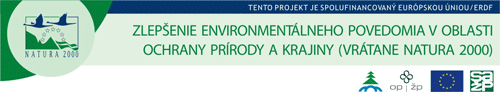 TENTO PROJEKT JE SPOLUFINANCOVANÝ EURÓPSKOU ÚNIOU/ERDF
ZLEPŠENIE ENVIRONMENTÁLNEHO POVEDOMIA V OBLASTI
OCHRANY PRÍRODY A KRAJINY (VRÁTANE NATURA 2000)
NATURA 2000
op žp